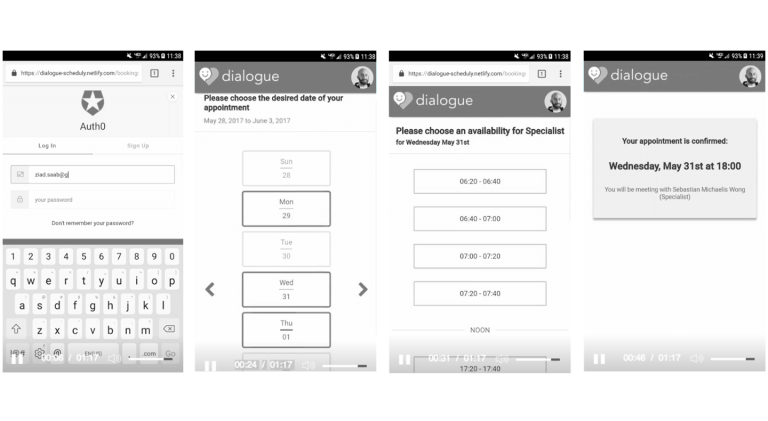 93% 11:38
https://dialogue-scheduly.netlify.com/booking
1
Auth0
Log In
Sign Up
ziad.saab@g
your password
Don't remember your password?
1 2 3 4 5 6 7 8 9 0
q w e r t y u i o p
a s d f g h j k l
z x c v b n m
.com Go
01:17
93% 11:38
dialogue
Please choose the desired date of your
appointment
May 28, 2017 to June 3, 2017
Sun
28
Mon
29
Tue
30
Wed
31
Thu
01
00:24 / 01:17
93% 11:38
https://dialogue-scheduly.netlify.com/booking
1
dialogue
Please choose an availability for Specialist
for Wednesday May 31st
06:20 - 06:40
06:40 - 07:00
07:00 - 07:20
07:20 - 07:40
NOON
00:31 / 01:17
17:20 - 17:40
93% 11:39
dialogue
Your appointment is confirmed:
Wednesday, May 31st at 18:00
You will be meeting with Sebastian Michaelis Wong
(Specialist)
00:46 / 01:17